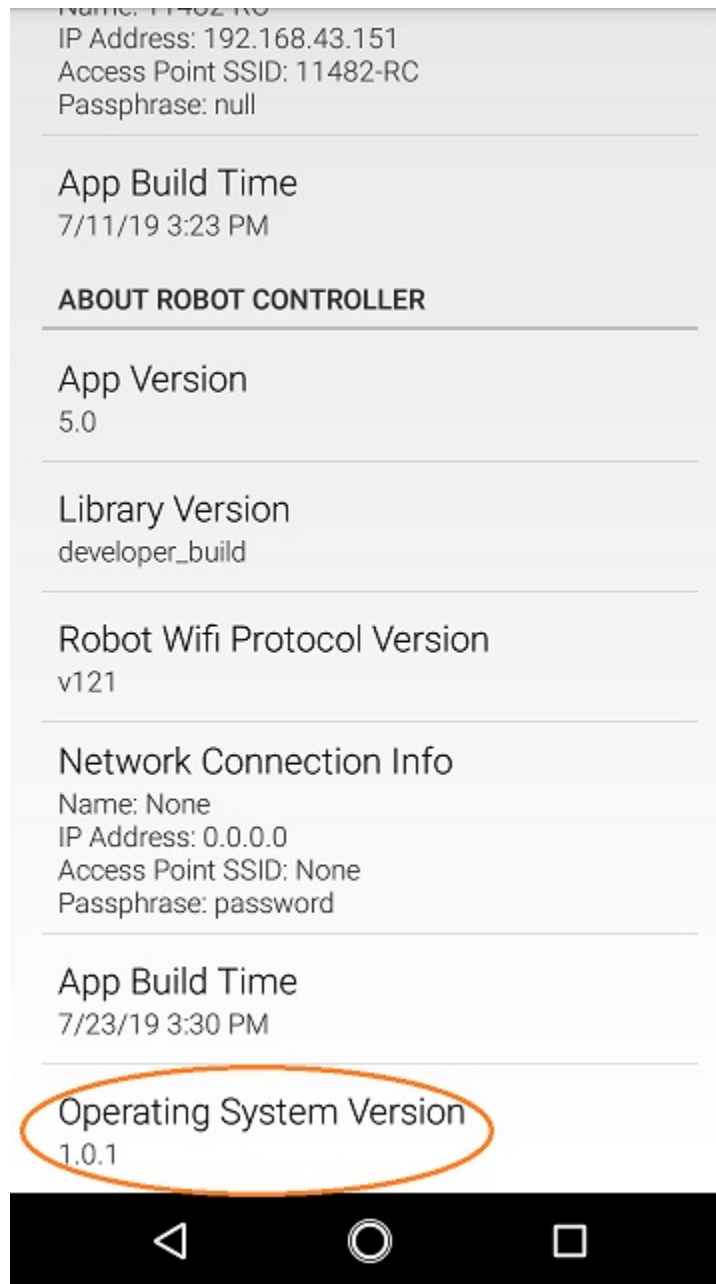 Name: 11482-RC
IP Address: 192.168.43.151
Access Point SSID: 11482-RC
Passphrase: null
App Build Time
7/11/19 3:23 PM
ABOUT ROBOT CONTROLLER
App Version
5.0
Library Version
developer_build
Robot Wifi Protocol Version
v121
Network Connection Info
Name: None
IP Address: 0.0.0.0
Access Point SSID: None
Passphrase: password
App Build Time
7/23/19 3:30 PM
Operating System Version
1.0.1